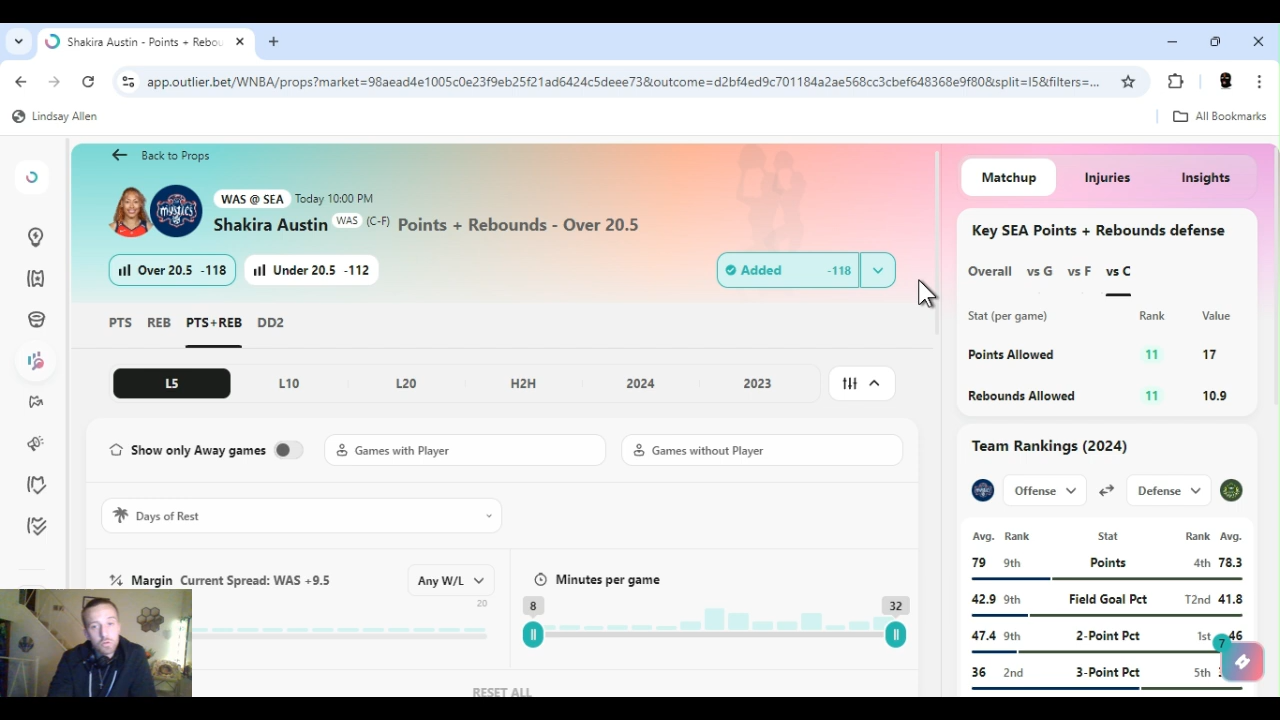 Shakira Austin - Points + Rebou
app.outlier.bet/WNBA/props?market=98aead4e1005c0e23f9eb25f21ad6424c5deee73&outcome=d2bf4ed9c701184a2ae568cc3cbef648368e9f80&split=l5&filters=...
Lindsay Allen
All Bookmarks
Back to Props
WAS @ SEA Today 10:00 PM
Shakira Austin WAS (C-F) Points + Rebounds - Over 20.5
mystics
Over 20.5 -118
Under 20.5 -112
Added -118
PTS REB PTS+REB DD2
L5 L10 L20 H2H 2024 2023
Show only Away games
Games with Player
Games without Player
Days of Rest
Margin Current Spread: WAS +9.5
Any W/L
20
Minutes per game
8 32
RESET ALL
Matchup Injuries Insights
Key SEA Points + Rebounds defense
Overall vs G vs F vs C
Stat (per game) Rank Value
Points Allowed 11 17
Rebounds Allowed 11 10.9
Team Rankings (2024)
Offense Defense
Avg. Rank Stat Rank Avg.
79 9th Points 4th 78.3
42.9 9th Field Goal Pct T2nd 41.8
47.4 9th 2-Point Pct 1st 46
7
36 2nd 3-Point Pct 5th